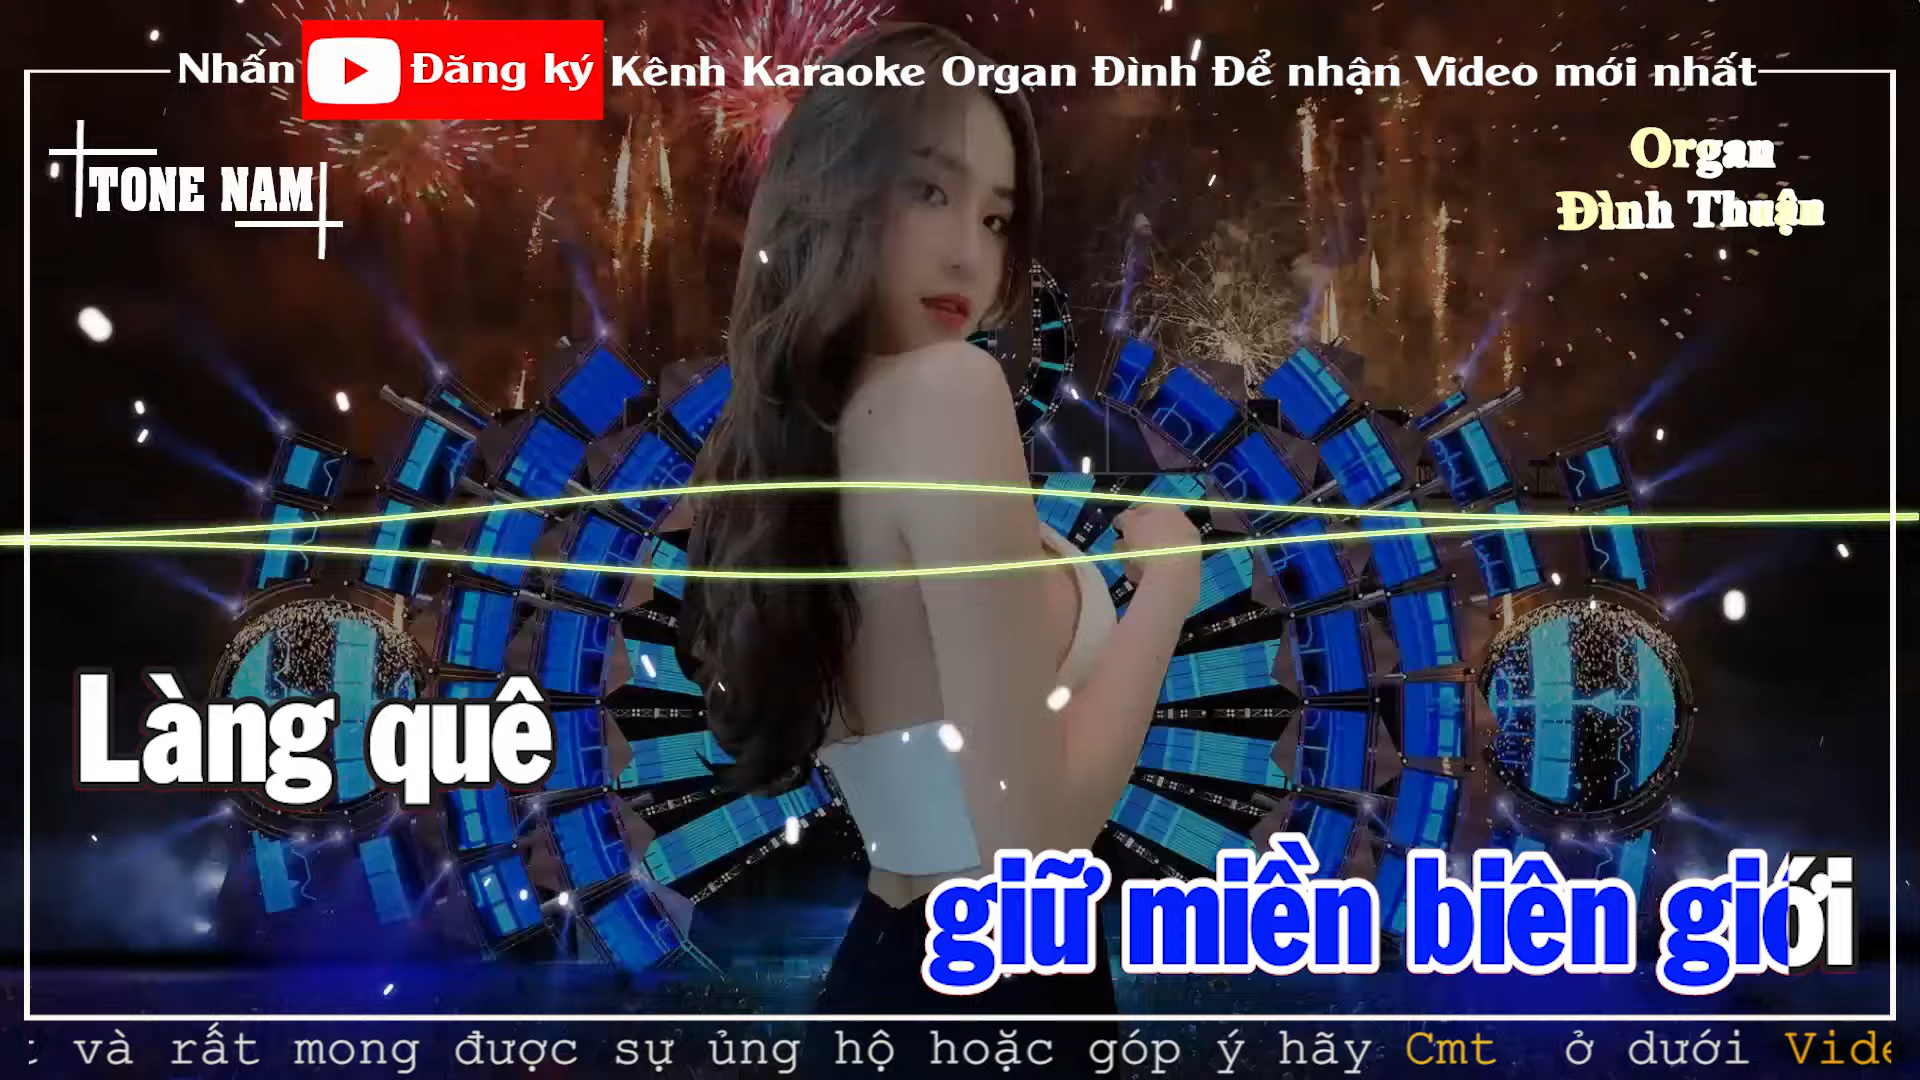 Nhấn Đăng ký Kênh Karaoke Organ Đình Để nhận Video mới nhất
TONE NAM
Organ
Đình Thuận
Làng quê
giữ miền biên giới
và rất mong được sự ủng hộ hoặc góp ý hãy Cmt ở dưới